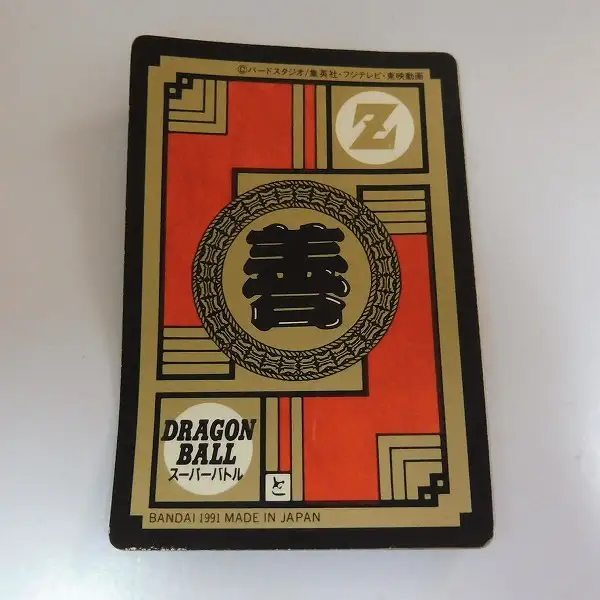 ©バードスタジオ/集英社・フジテレビ・東映動画
Z
善
DRAGON
BALL
スーパーバトル
と
BANDAI 1991 MADE IN JAPAN